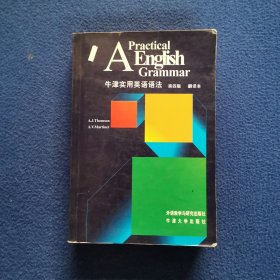 A Practical
English
Grammar
牛津实用英语语法 第四版 翻译本
A.J.Thomson
A.V.Martinet
外语教学与研究出版社
牛津大学出版社